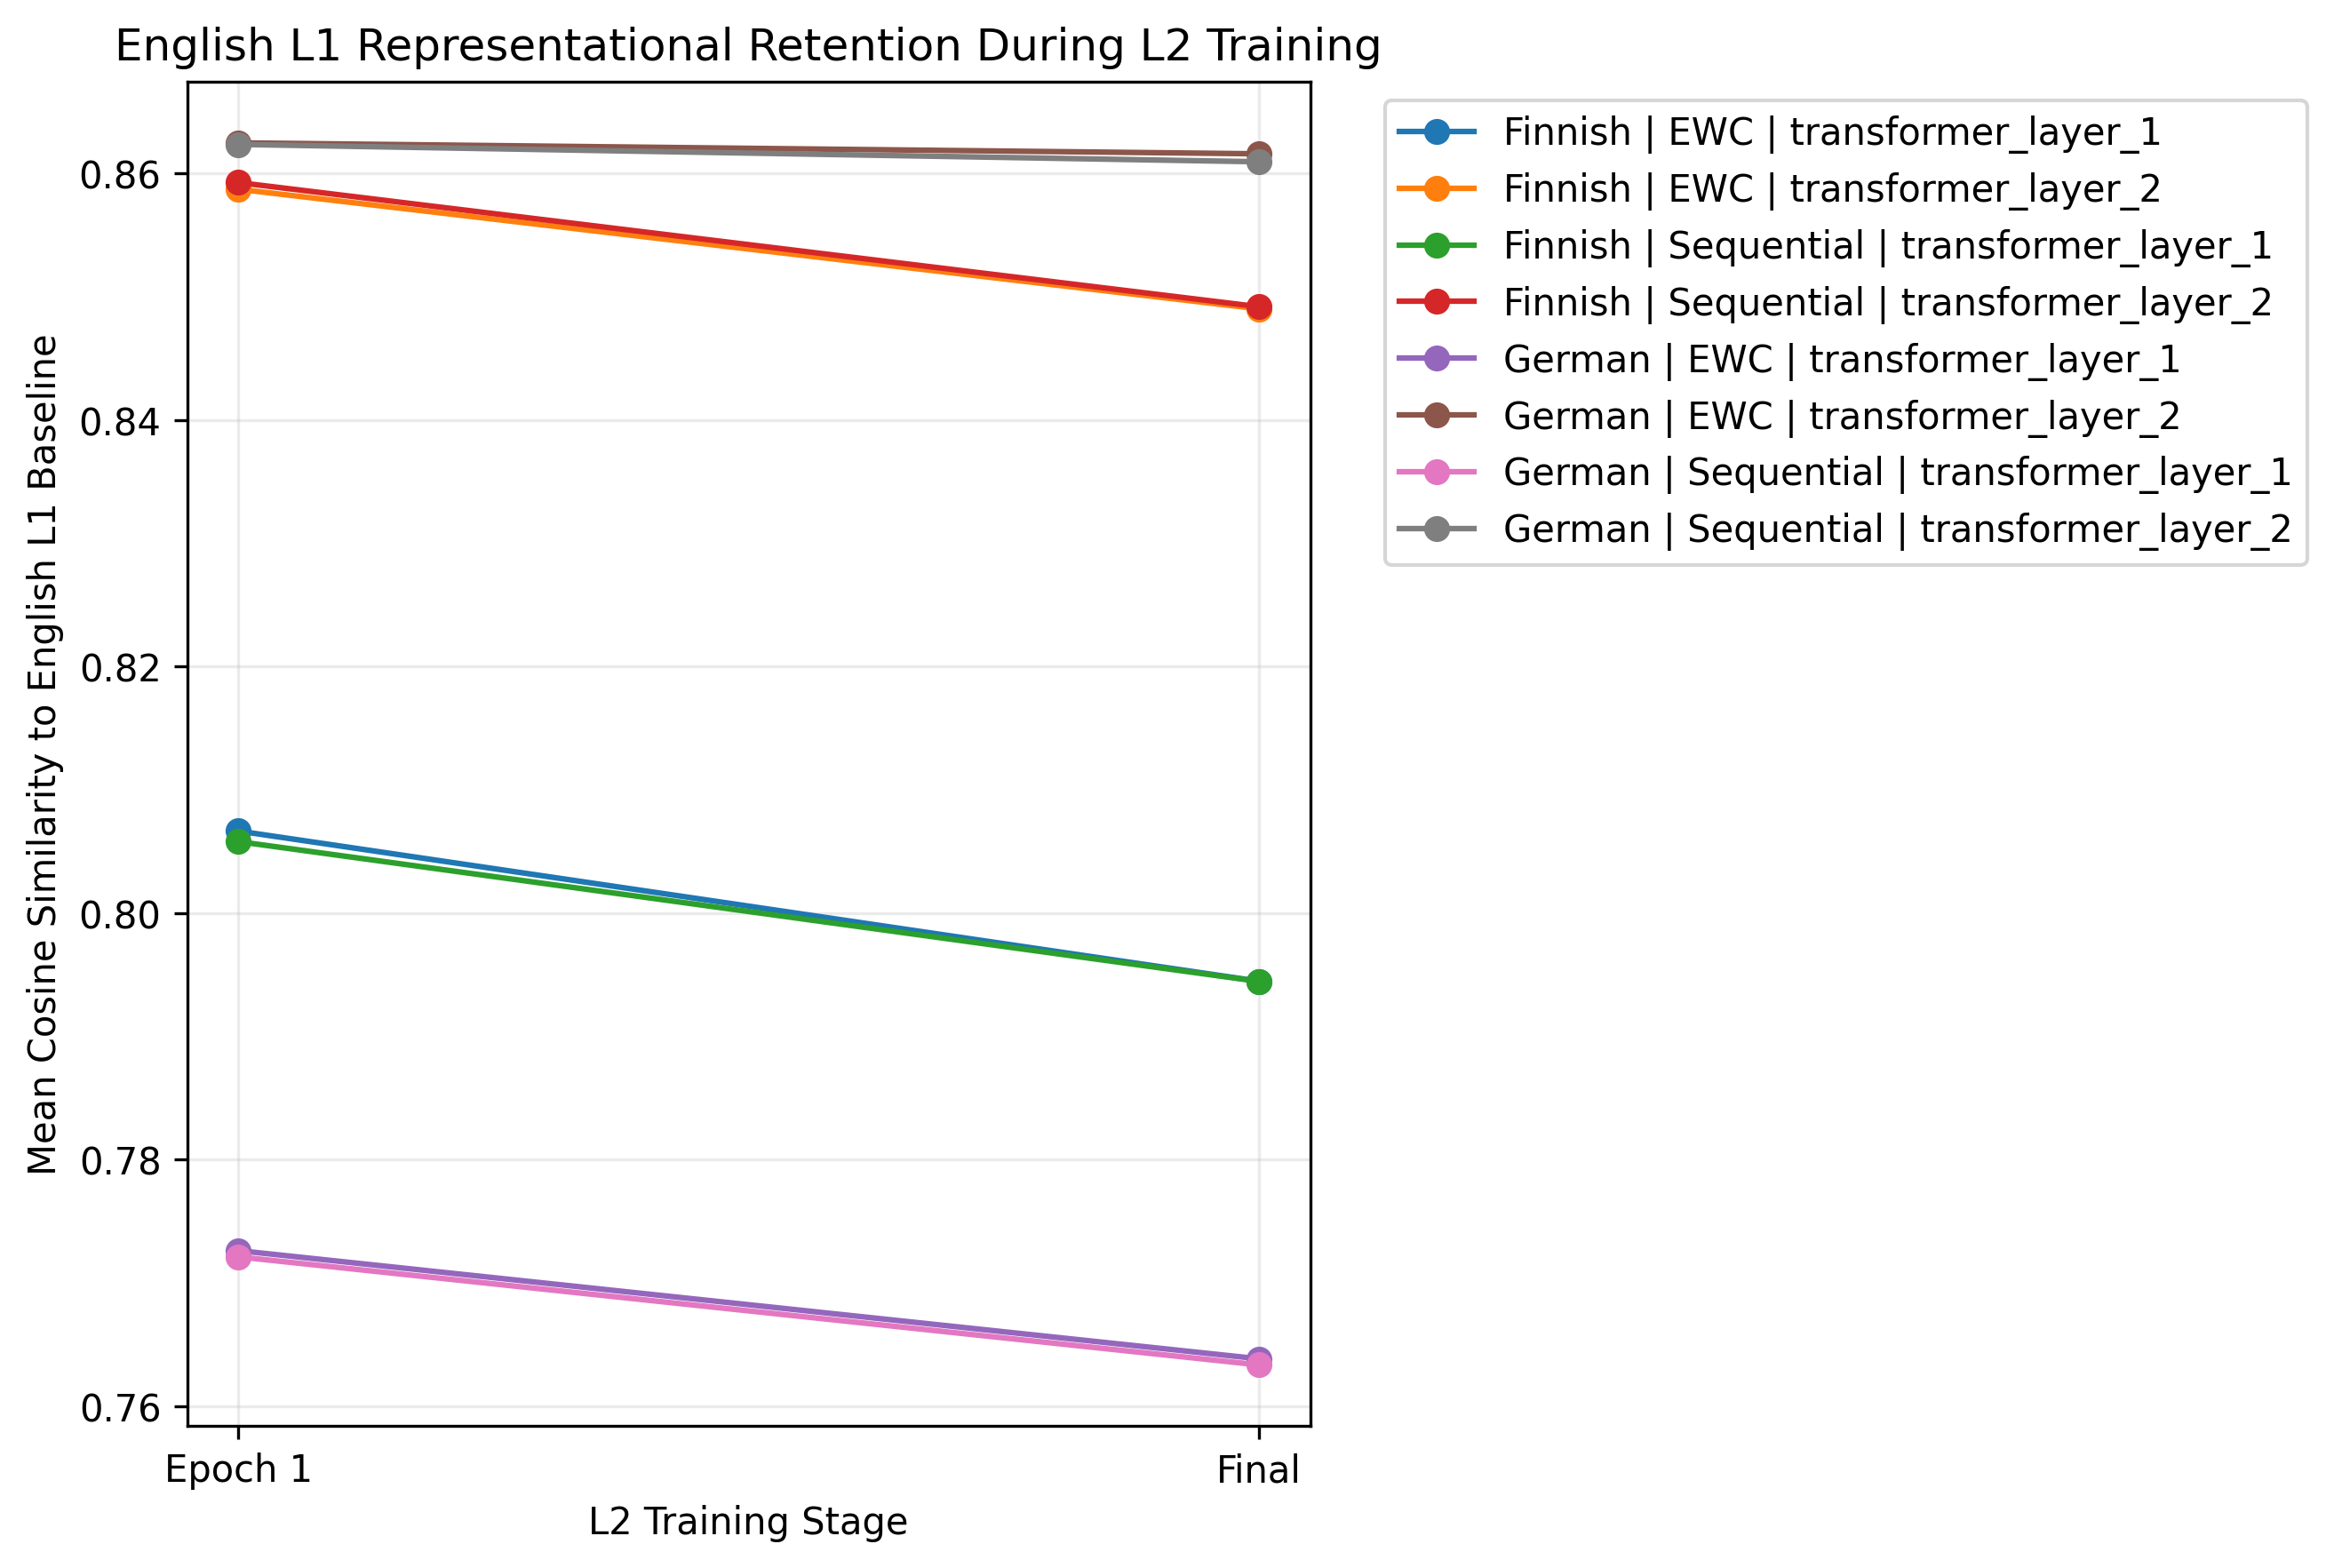 English L1 Representational Retention During L2 Training
Mean Cosine Similarity to English L1 Baseline
0.86
0.84
0.82
0.80
0.78
0.76
Epoch 1
Final
L2 Training Stage
Finnish | EWC | transformer_layer_1
Finnish | EWC | transformer_layer_2
Finnish | Sequential | transformer_layer_1
Finnish | Sequential | transformer_layer_2
German | EWC | transformer_layer_1
German | EWC | transformer_layer_2
German | Sequential | transformer_layer_1
German | Sequential | transformer_layer_2